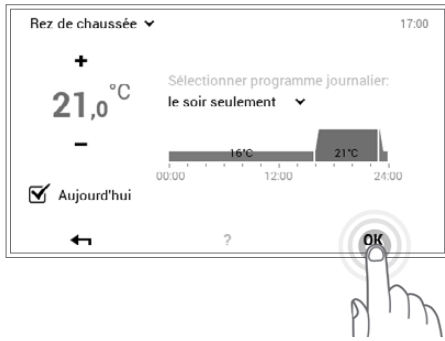 Rez de chaussée
17:00
+
21,0°C
−
Sélectionner programme journalier:
le soir seulement
16°C 21°C
00:00 12:00 24:00
Aujourd'hui
?
OK